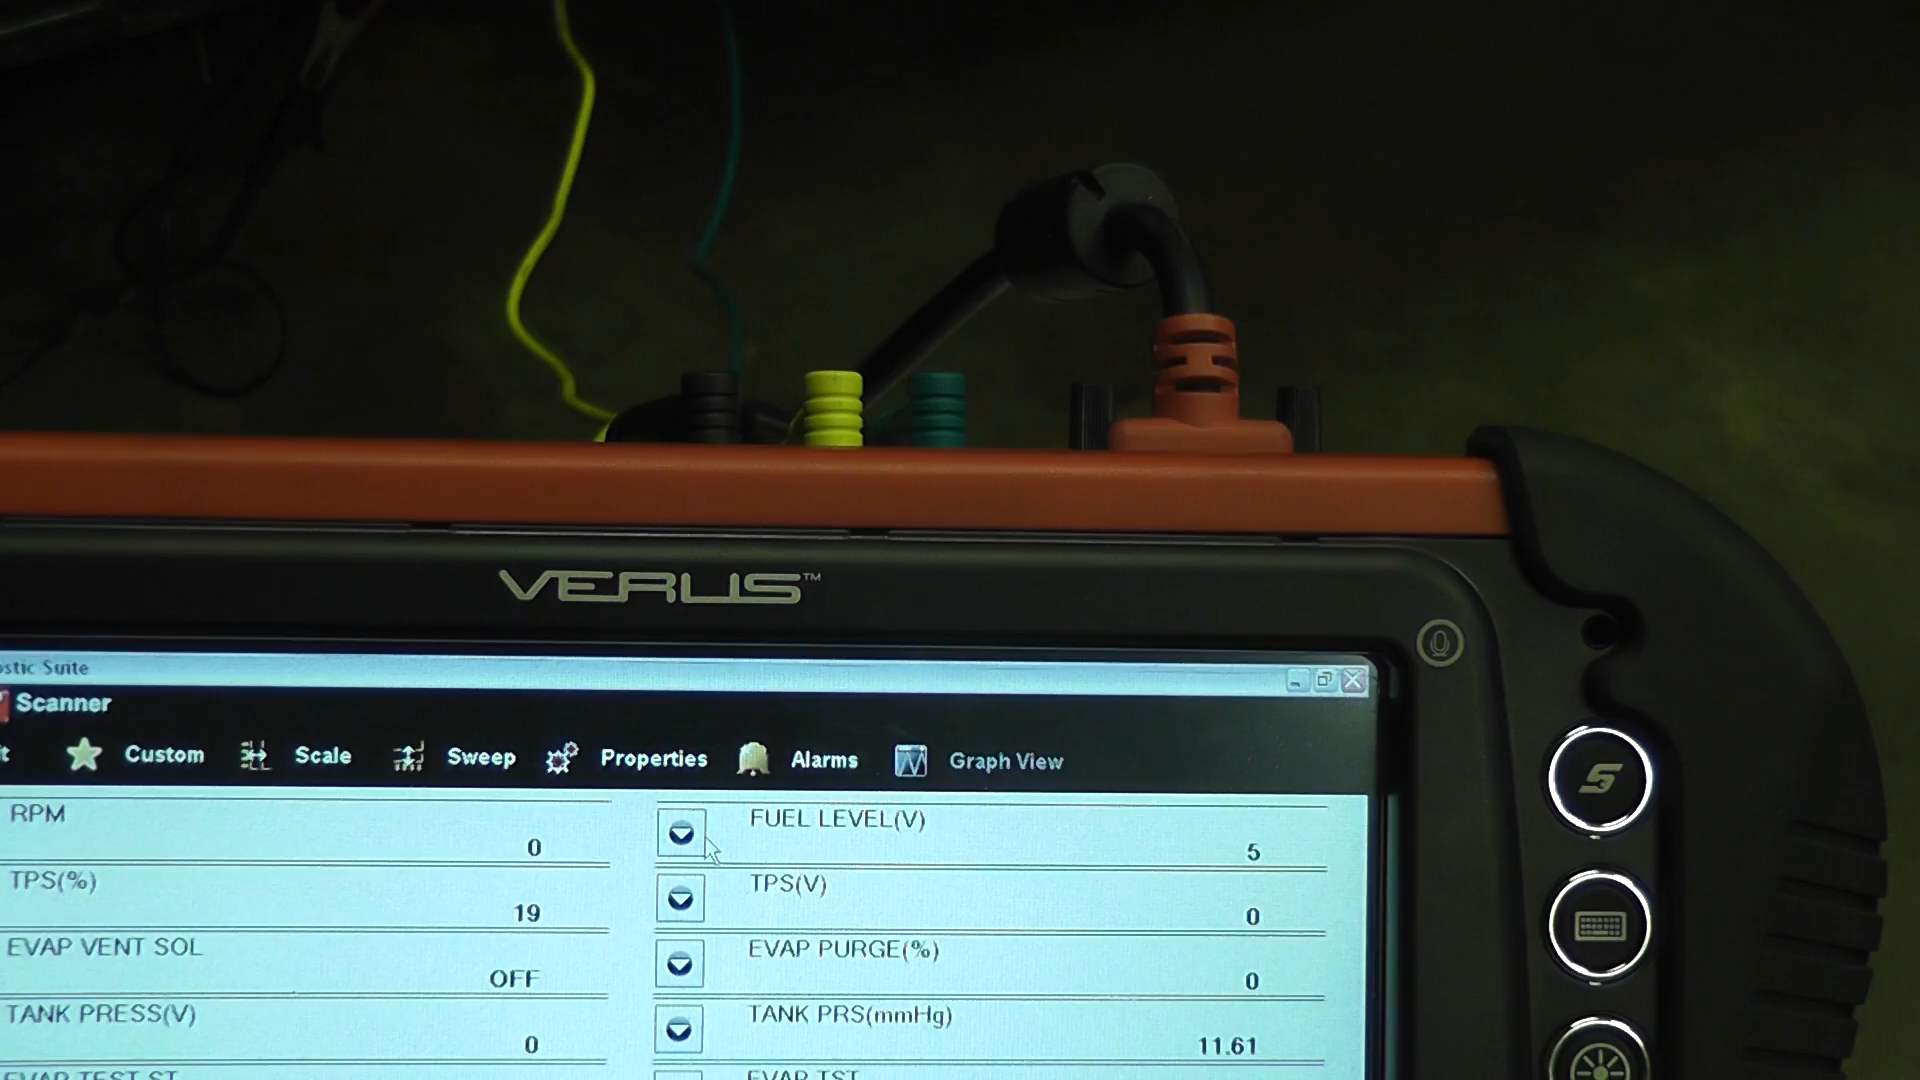 VERUS™
ostic Suite
Scanner
it Custom Scale Sweep Properties Alarms Graph View
RPM 0 FUEL LEVEL(V) 5
TPS(%) 19 TPS(V) 0
EVAP VENT SOL OFF EVAP PURGE(%) 0
TANK PRESS(V) 0 TANK PRS(mmHg) 11.61
EVAP TEST ST EVAP TST